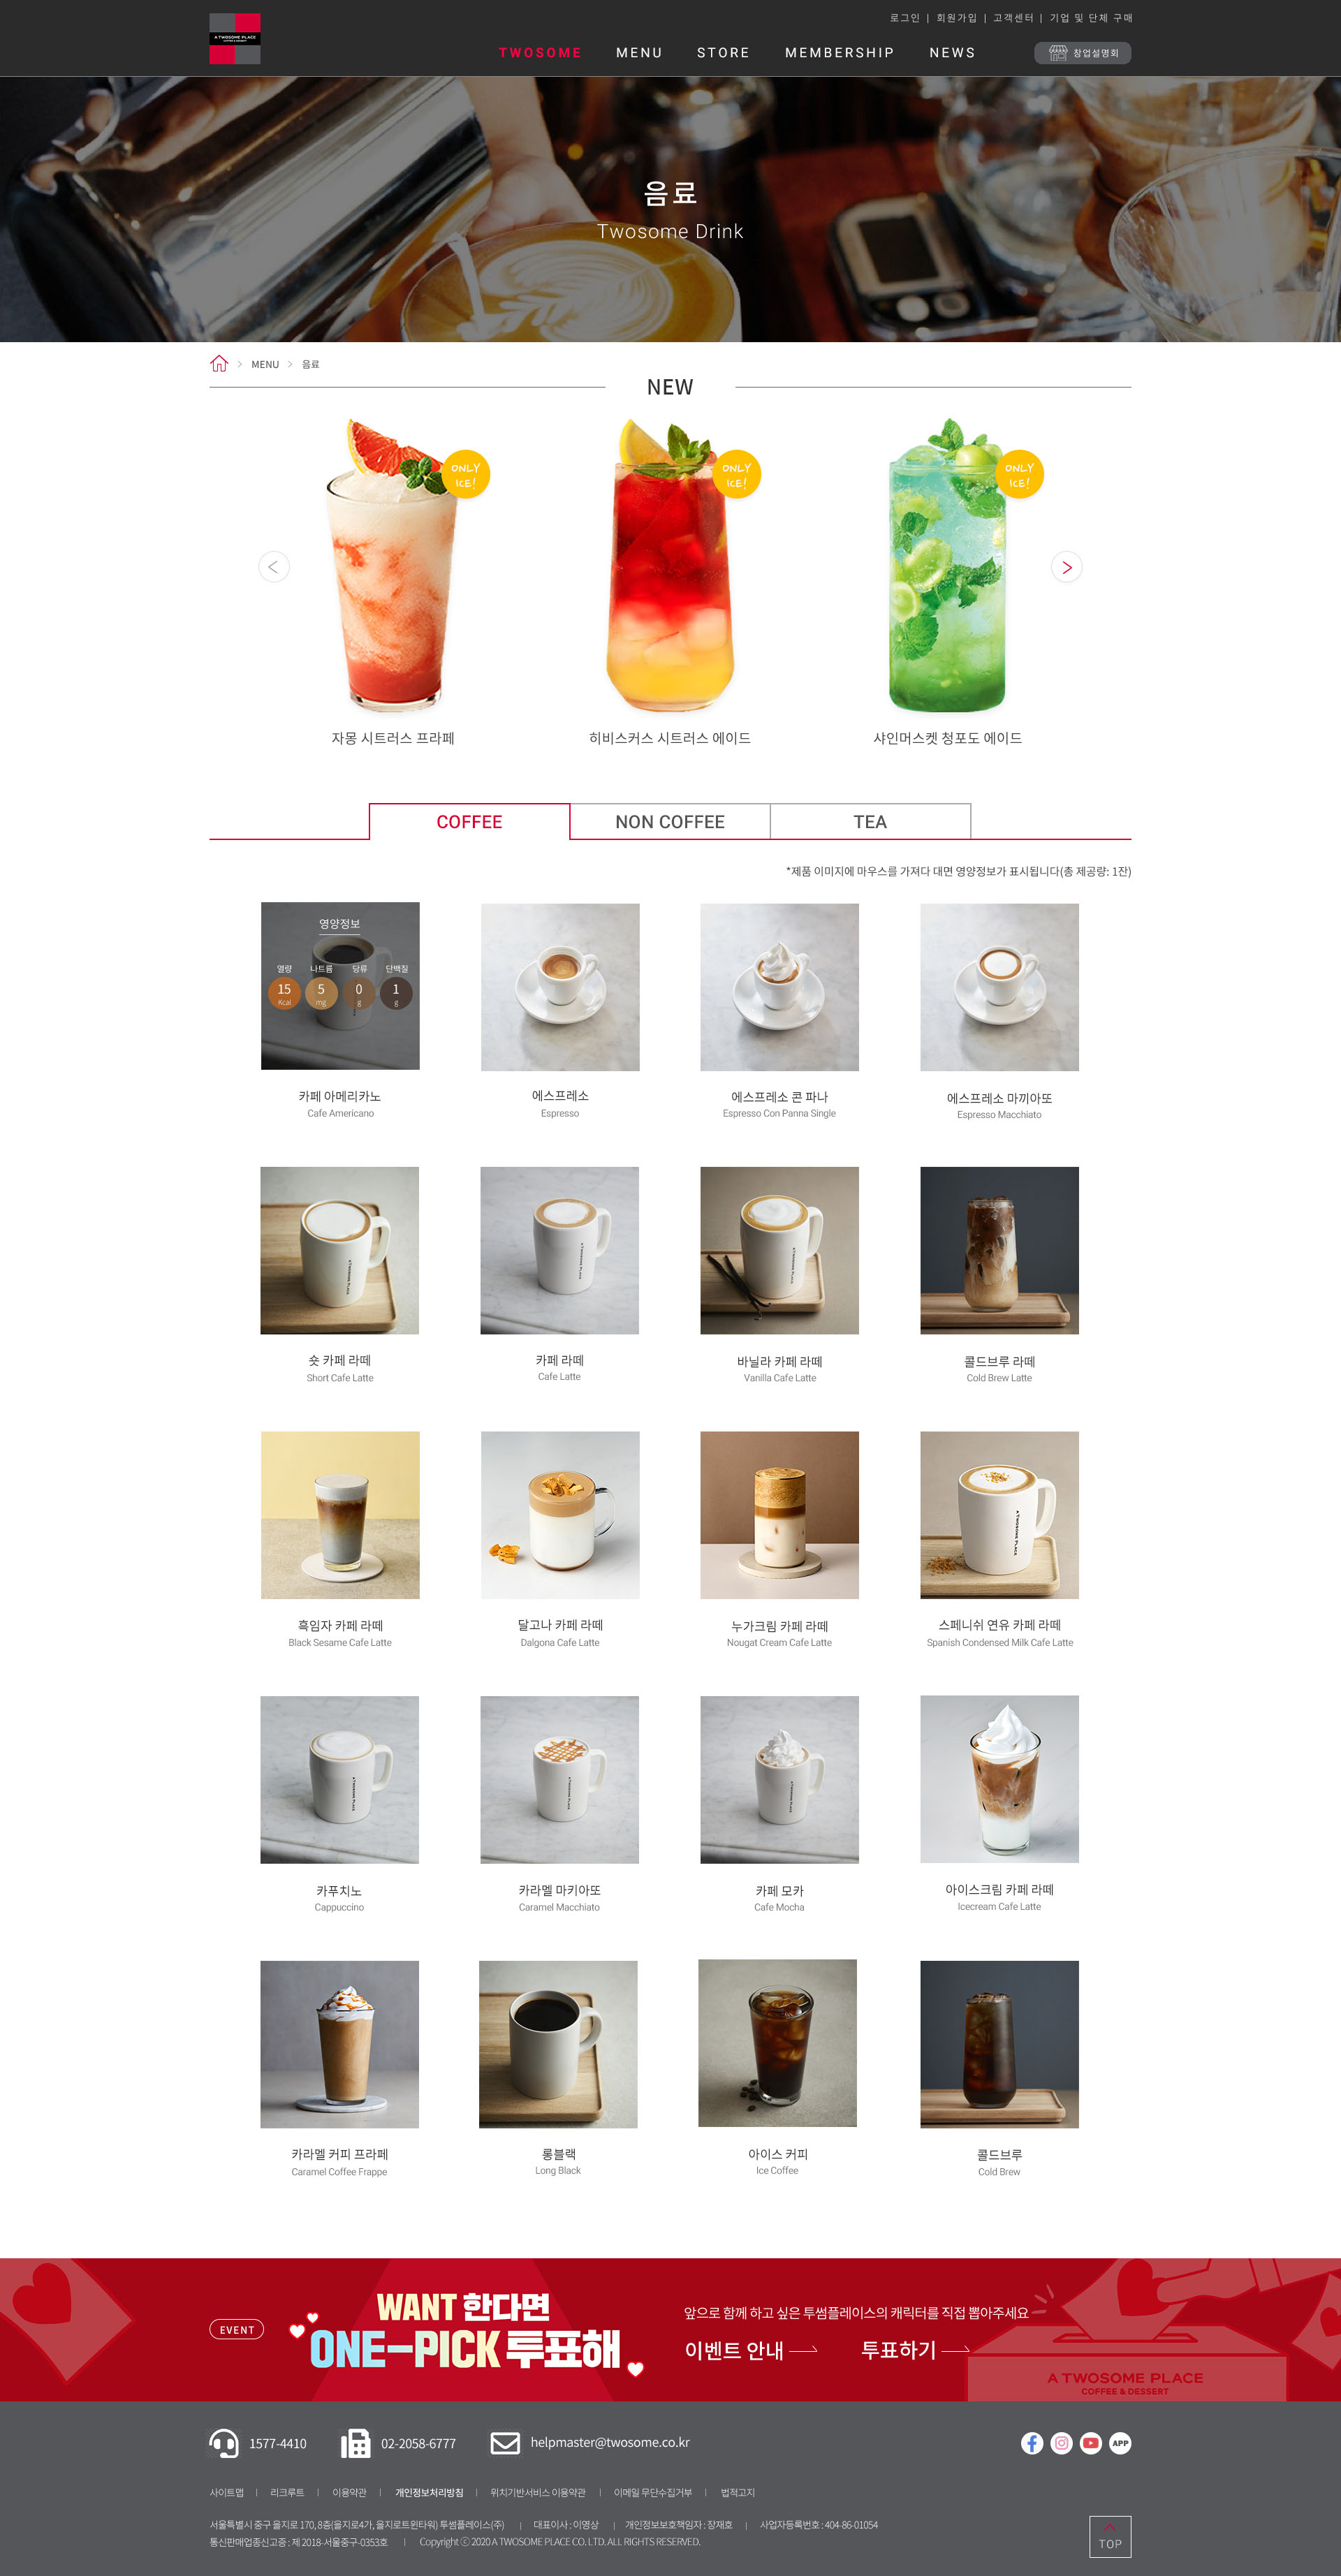 로그인 | 회원가입 | 고객센터 | 기업 및 단체 구매
A TWOSOME PLACE
COFFEE & DESSERT
TWOSOME MENU STORE MEMBERSHIP NEWS 창업설명회
음료
Twosome Drink
> MENU > 음료
NEW
ONLY ICE!
ONLY ICE!
ONLY ICE!
자몽 시트러스 프라페
히비스커스 시트러스 에이드
샤인머스켓 청포도 에이드
COFFEE NON COFFEE TEA
*제품 이미지에 마우스를 가져다 대면 영양정보가 표시됩니다(총 제공량: 1잔)
영양정보
열량 나트륨 당류 단백질
15 5 0 1
Kcal mg g g
카페 아메리카노
Cafe Americano
에스프레소
Espresso
에스프레소 콘 파나
Espresso Con Panna Single
에스프레소 마끼아또
Espresso Macchiato
A TWOSOME PLACE
A TWOSOME PLACE
A TWOSOME PLACE
숏 카페 라떼
Short Cafe Latte
카페 라떼
Cafe Latte
바닐라 카페 라떼
Vanilla Cafe Latte
콜드브루 라떼
Cold Brew Latte
A TWOSOME PLACE
흑임자 카페 라떼
Black Sesame Cafe Latte
달고나 카페 라떼
Dalgona Cafe Latte
누가크림 카페 라떼
Nougat Cream Cafe Latte
스페니쉬 연유 카페 라떼
Spanish Condensed Milk Cafe Latte
A TWOSOME PLACE
A TWOSOME PLACE
A TWOSOME PLACE
카푸치노
Cappuccino
카라멜 마키아또
Caramel Macchiato
카페 모카
Cafe Mocha
아이스크림 카페 라떼
Icecream Cafe Latte
카라멜 커피 프라페
Caramel Coffee Frappe
롱블랙
Long Black
아이스 커피
Ice Coffee
콜드브루
Cold Brew
EVENT
WANT 한다면
ONE-PICK 투표해
앞으로 함께 하고 싶은 투썸플레이스의 캐릭터를 직접 뽑아주세요
이벤트 안내 투표하기
A TWOSOME PLACE
COFFEE & DESSERT
1577-4410 02-2058-6777 helpmaster@twosome.co.kr
APP
사이트맵 | 리크루트 | 이용약관 | 개인정보처리방침 | 위치기반서비스 이용약관 | 이메일 무단수집거부 | 법적고지
서울특별시 중구 을지로 170, 8층(을지로4가, 을지로트윈타워) 투썸플레이스(주) | 대표이사 : 이영상 | 개인정보보호책임자 : 장재호 | 사업자등록번호 : 404-86-01054
통신판매업종신고증 : 제 2018-서울중구-0353호 | Copyright ⓒ 2020 A TWOSOME PLACE CO. LTD. ALL RIGHTS RESERVED.
TOP